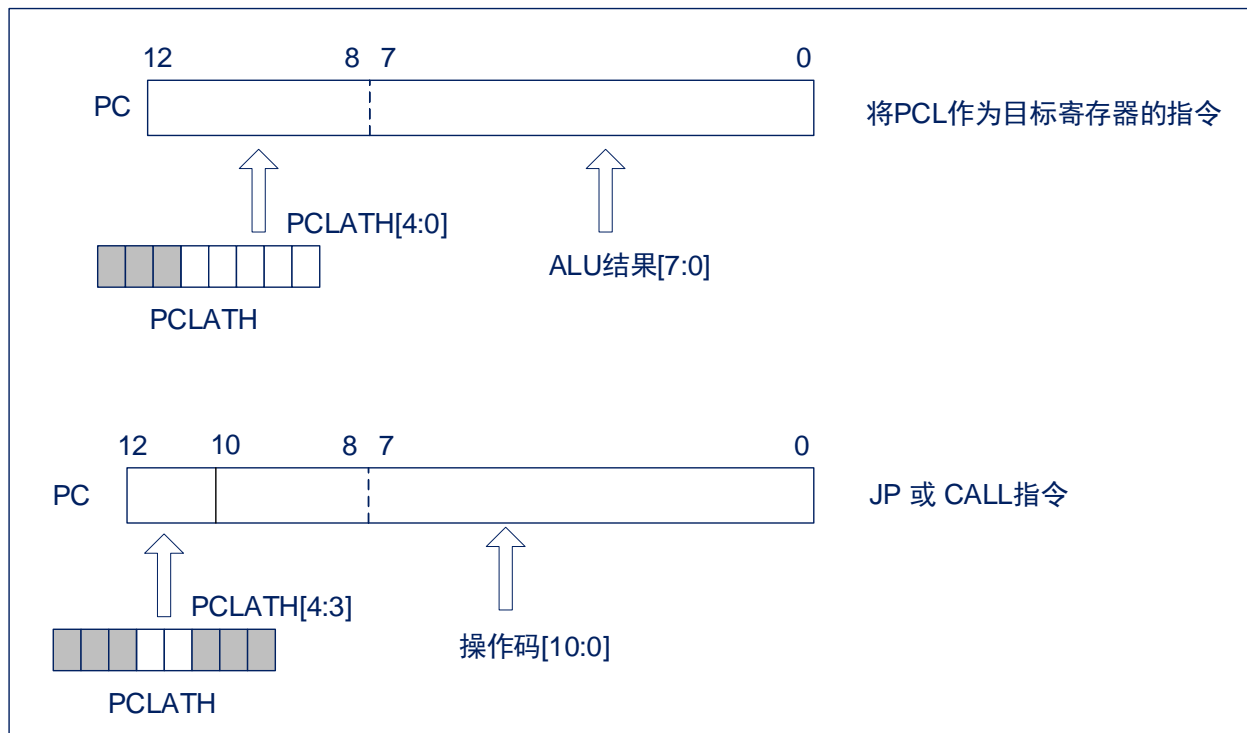 12 8 7 0
PC
将PCL作为目标寄存器的指令
PCLATH[4:0]
ALU结果[7:0]
PCLATH
12 10 8 7 0
PC
JP 或 CALL指令
PCLATH[4:3]
操作码[10:0]
PCLATH